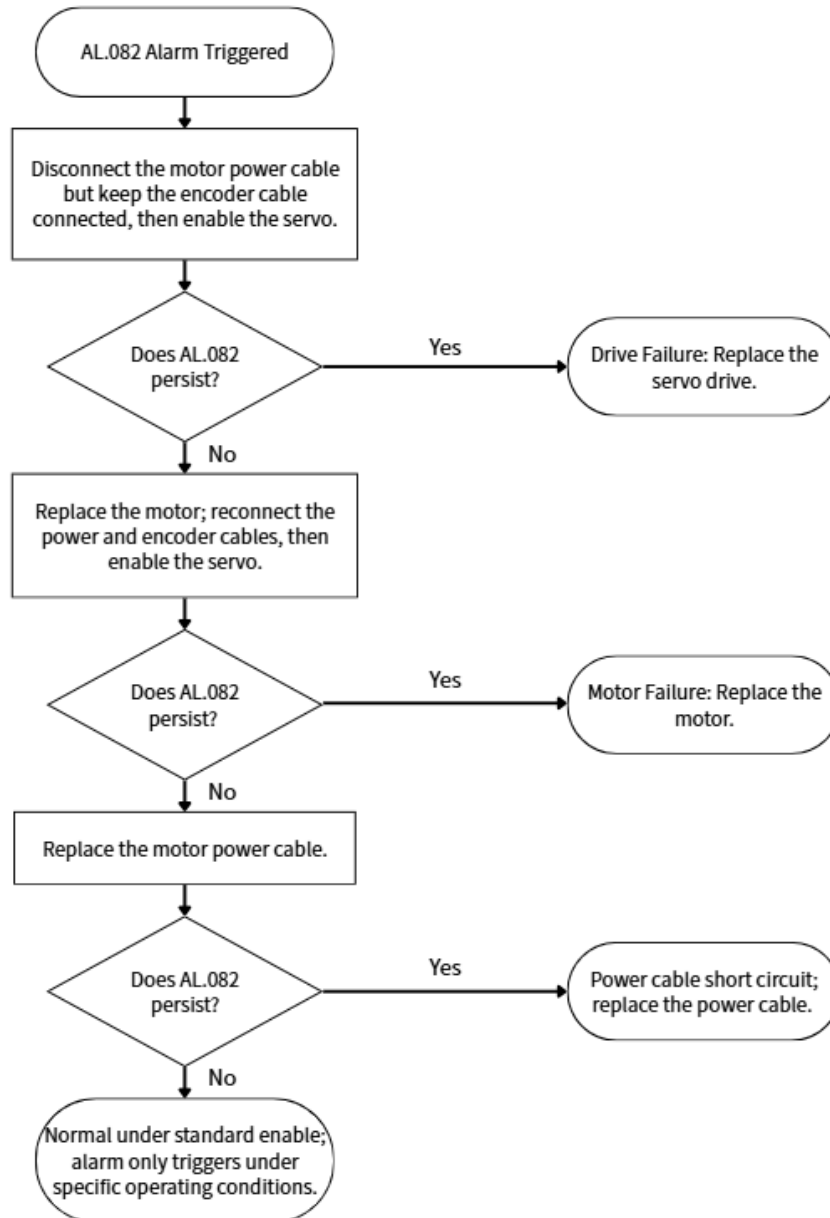 AL.082 Alarm Triggered
Disconnect the motor power cable
but keep the encoder cable
connected, then enable the servo.
Does AL.082
persist?
Yes
Drive Failure: Replace the
servo drive.
No
Replace the motor; reconnect the
power and encoder cables, then
enable the servo.
Does AL.082
persist?
Yes
Motor Failure: Replace the
motor.
No
Replace the motor power cable.
Does AL.082
persist?
Yes
Power cable short circuit;
replace the power cable.
No
Normal under standard enable;
alarm only triggers under
specific operating conditions.